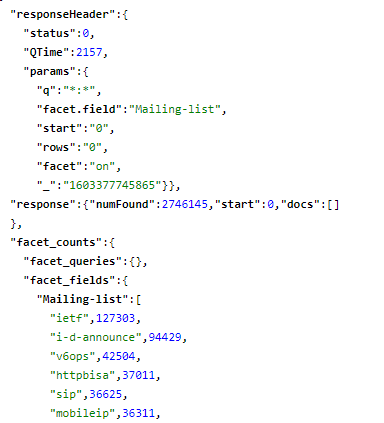 "responseHeader":{
"status":0,
"QTime":2157,
"params":{
"q":"*:*",
"facet.field":"Mailing-list",
"start":"0",
"rows":"0",
"facet":"on",
"_":"1603377745865"}},
"response":{"numFound":2746145,"start":0,"docs":[]
},
"facet_counts":{
"facet_queries":{},
"facet_fields":{
"Mailing-list":[
"ietf",127303,
"i-d-announce",94429,
"v6ops",42504,
"httpbisa",37011,
"sip",36625,
"mobileip",36311,